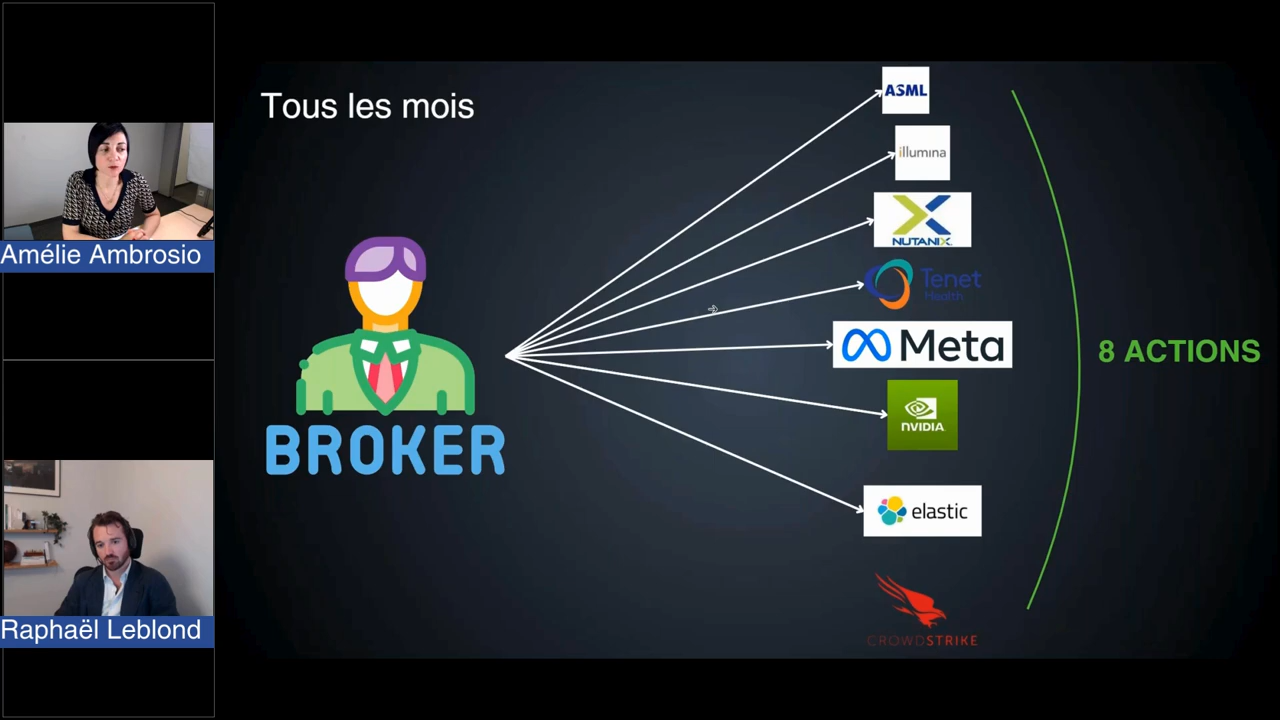 Tous les mois
Amélie Ambrosio
Raphaël Leblond
BROKER
ASML
illumina
NUTANIX
Tenet
Health
Meta
NVIDIA
elastic
CROWDSTRIKE
8 ACTIONS